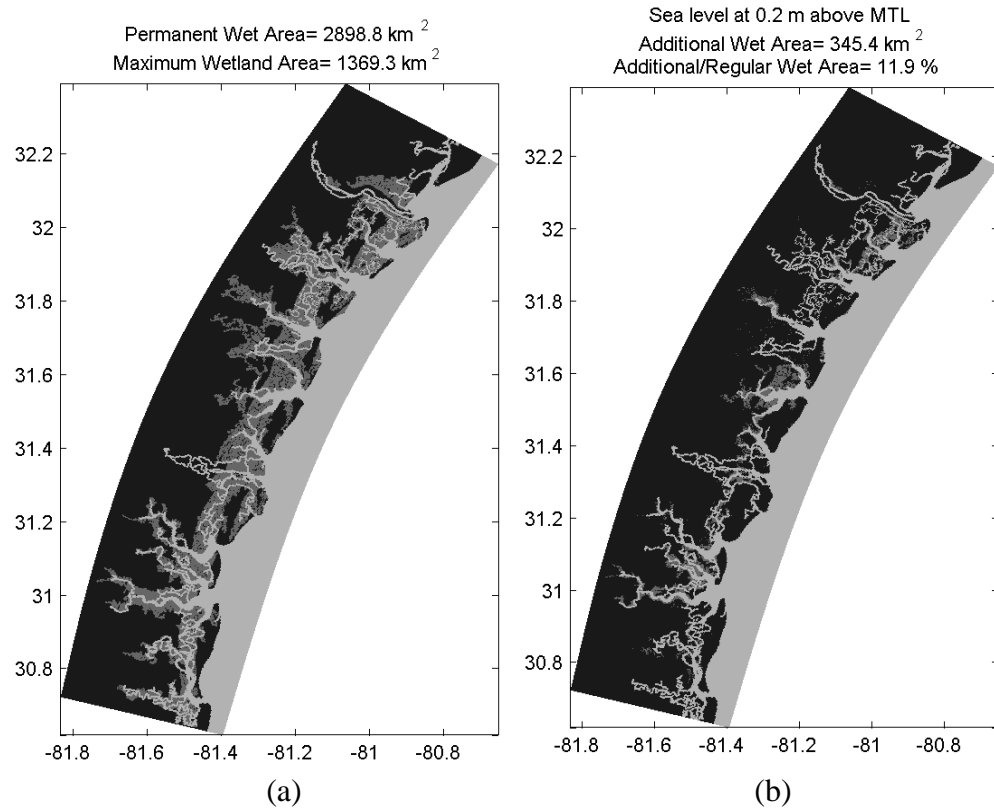 Permanent Wet Area= 2898.8 km 2
Maximum Wetland Area= 1369.3 km 2
32.2
32
31.8
31.6
31.4
31.2
31
30.8
-81.8 -81.6 -81.4 -81.2 -81 -80.8
(a)
Sea level at 0.2 m above MTL
Additional Wet Area= 345.4 km 2
Additional/Regular Wet Area= 11.9 %
32.2
32
31.8
31.6
31.4
31.2
31
30.8
-81.8 -81.6 -81.4 -81.2 -81 -80.8
(b)